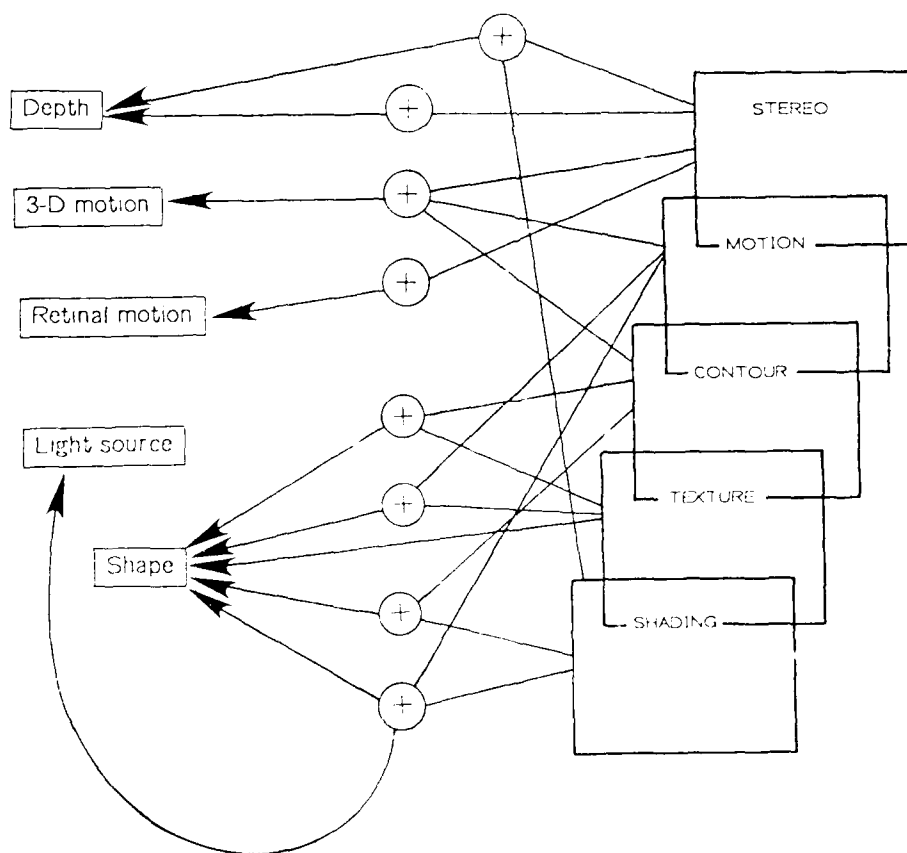 Depth
3-D motion
Retinal motion
Light source
Shape
+
+
+
+
+
+
+
+
STEREO
MOTION
CONTOUR
TEXTURE
SHADING